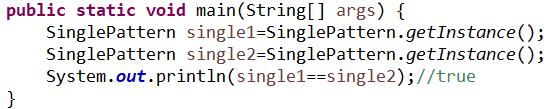 public static void main(String[] args) {
    SinglePattern single1=SinglePattern.getInstance();
    SinglePattern single2=SinglePattern.getInstance();
    System.out.println(single1==single2);//true
}